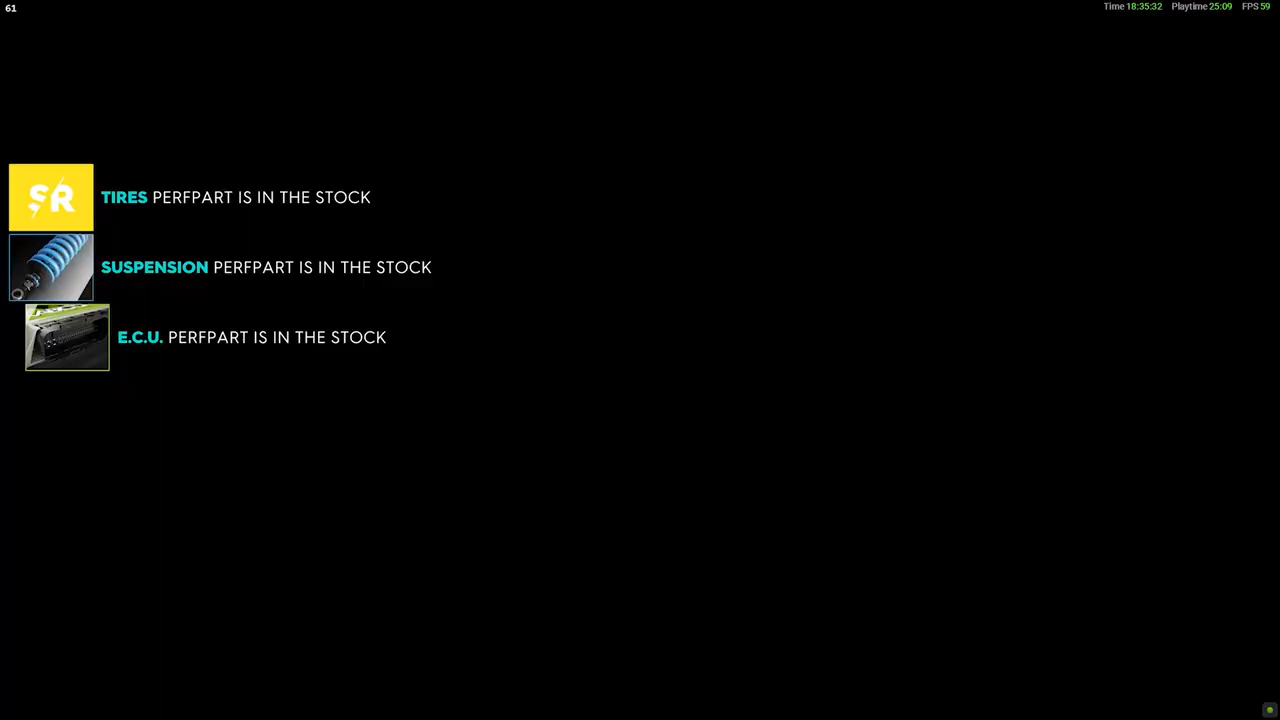 61
Time 18:35:32 Playtime 25:09 FPS 59
SR
TIRES PERFPART IS IN THE STOCK
SUSPENSION PERFPART IS IN THE STOCK
E.C.U. PERFPART IS IN THE STOCK